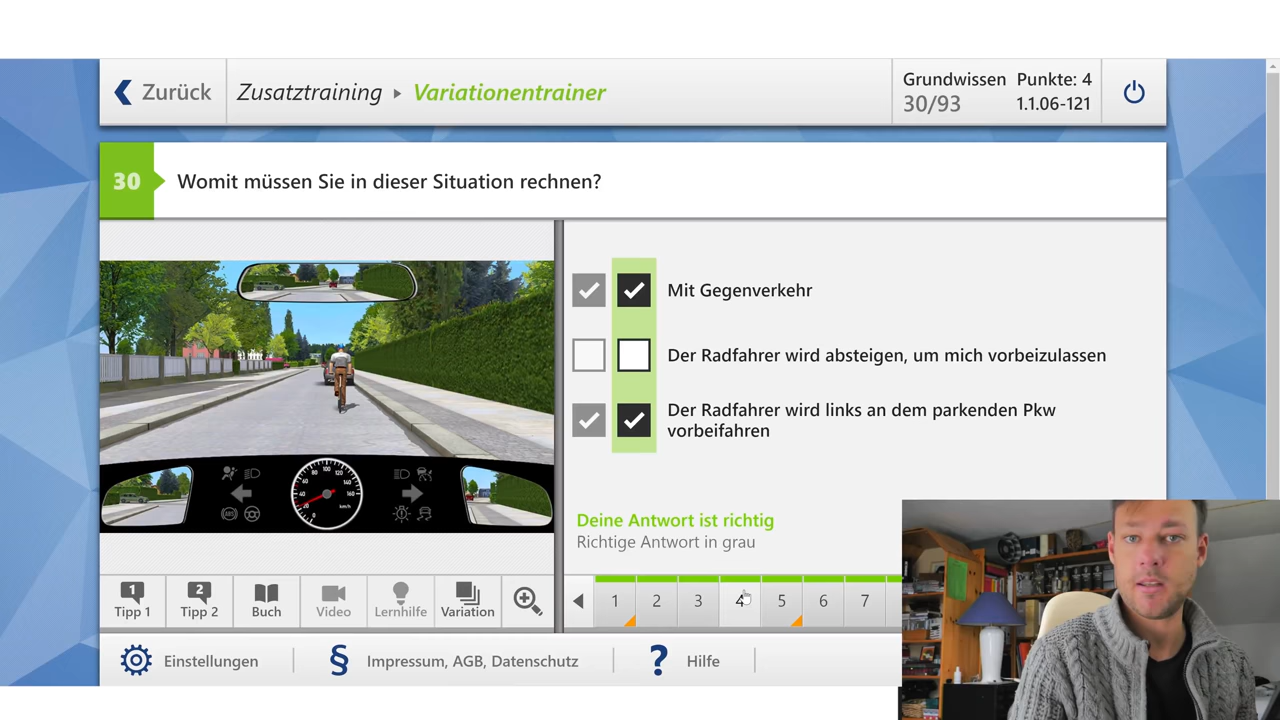 Zurück
Zusatztraining ▸ Variationentrainer
Grundwissen Punkte: 4
30/93 1.1.06-121
30 Womit müssen Sie in dieser Situation rechnen?
Mit Gegenverkehr
Der Radfahrer wird absteigen, um mich vorbeizulassen
Der Radfahrer wird links an dem parkenden Pkw
vorbeifahren
Deine Antwort ist richtig
Richtige Antwort in grau
1 2
Tipp 1 Tipp 2 Buch Video Lernhilfe Variation
1 2 3 4 5 6 7
Einstellungen § Impressum, AGB, Datenschutz ? Hilfe